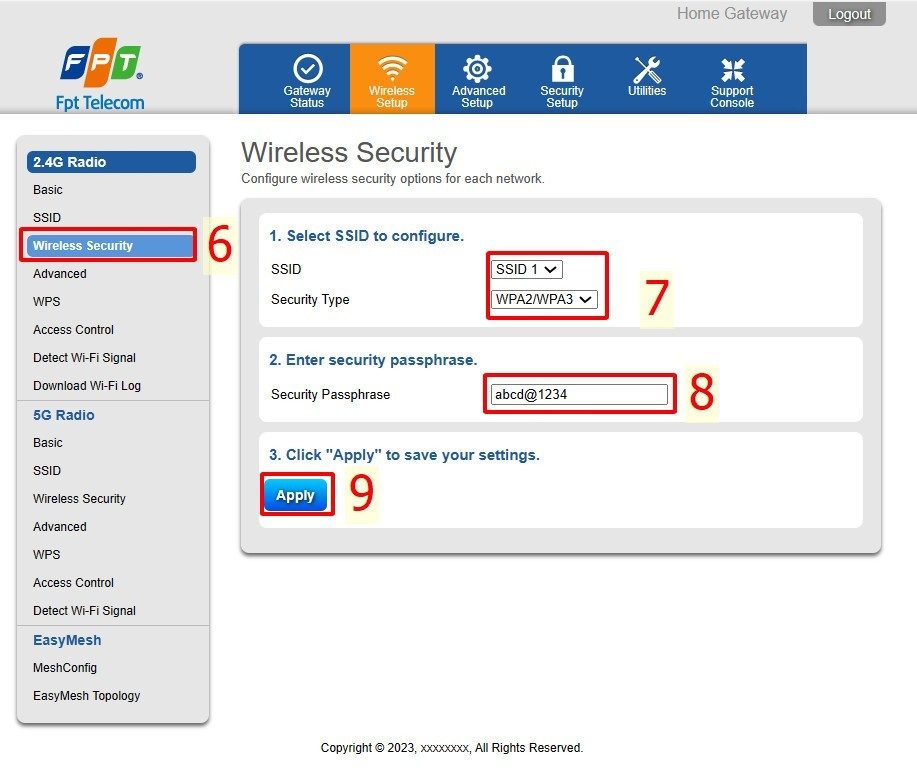 Home Gateway
Logout
FPT
Fpt Telecom
Gateway
Status
Wireless
Setup
Advanced
Setup
Security
Setup
Utilities
Support
Console
2.4G Radio
Basic
SSID
Wireless Security
6
Advanced
WPS
Access Control
Detect Wi-Fi Signal
Download Wi-Fi Log
5G Radio
Basic
SSID
Wireless Security
Advanced
WPS
Access Control
Detect Wi-Fi Signal
EasyMesh
MeshConfig
EasyMesh Topology
Wireless Security
Configure wireless security options for each network.
1. Select SSID to configure.
SSID
SSID 1
Security Type
WPA2/WPA3
7
2. Enter security passphrase.
Security Passphrase
abcd@1234
8
3. Click "Apply" to save your settings.
Apply
9
Copyright © 2023, xxxxxxxx, All Rights Reserved.